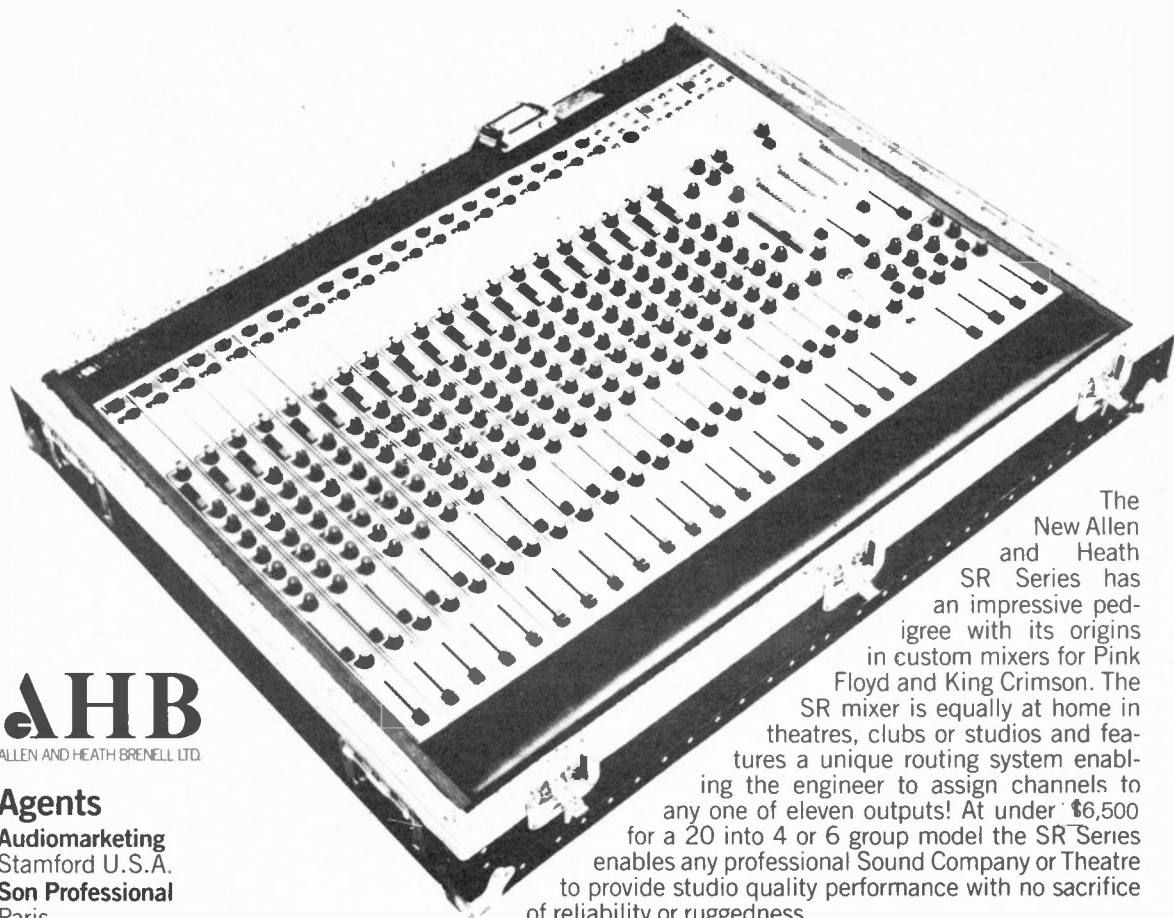 The
New Allen
and Heath
SR Series has
an impressive ped-
igree with its origins
in custom mixers for Pink
Floyd and King Crimson. The
SR mixer is equally at home in
theatres, clubs or studios and fea-
tures a unique routing system enabl-
ing the engineer to assign channels to
any one of eleven outputs! At under $6,500
for a 20 into 4 or 6 group model the SR Series
enables any professional Sound Company or Theatre
to provide studio quality performance with no sacrifice
of reliability or ruggedness
AHB
ALLEN AND HEATH BRENELL LTD.
Agents
Audiomarketing
Stamford U.S.A.
Son Professional
Paris